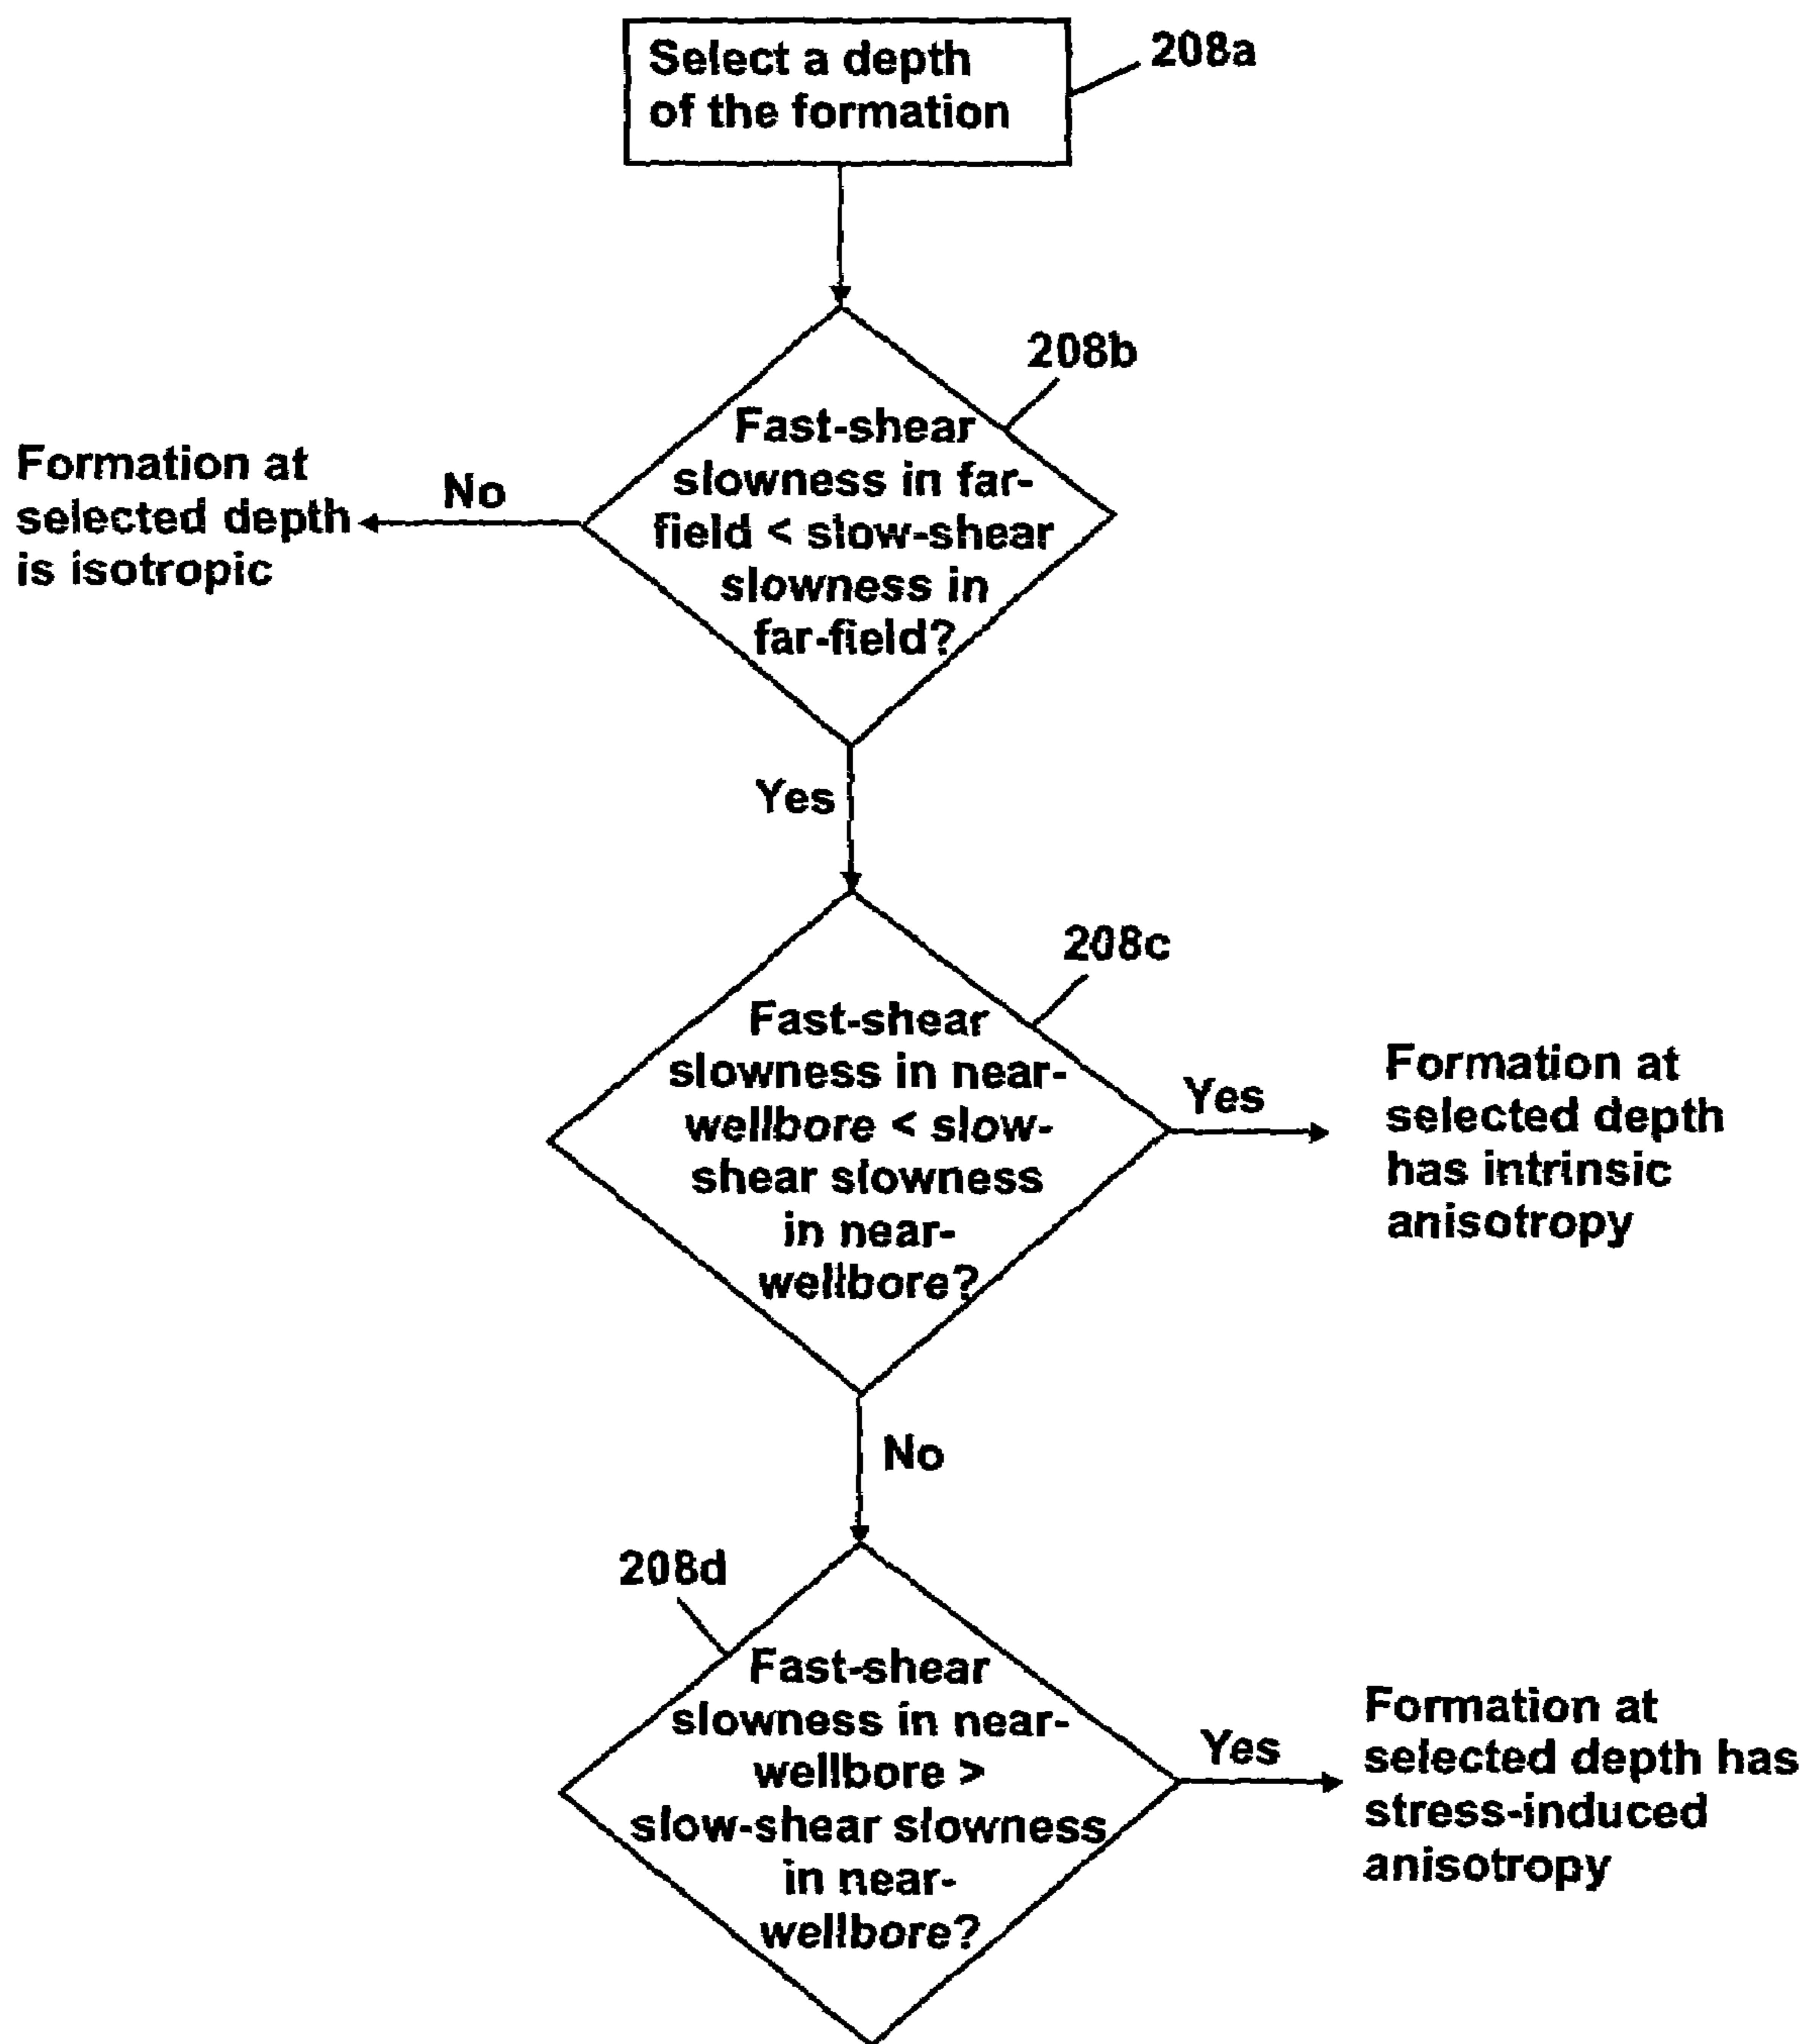 Select a depth
of the formation
208a
208b
Fast-shear
slowness in far-
field < slow-shear
slowness in
far-field?
No
Formation at
selected depth
is isotropic
Yes
208c
Fast-shear
slowness in near-
wellbore < slow-
shear slowness
in near-
wellbore?
Yes
Formation at
selected depth
has intrinsic
anisotropy
No
208d
Fast-shear
slowness in near-
wellbore >
slow-shear slowness
in near-
wellbore?
Yes
Formation at
selected depth has
stress-induced
anisotropy